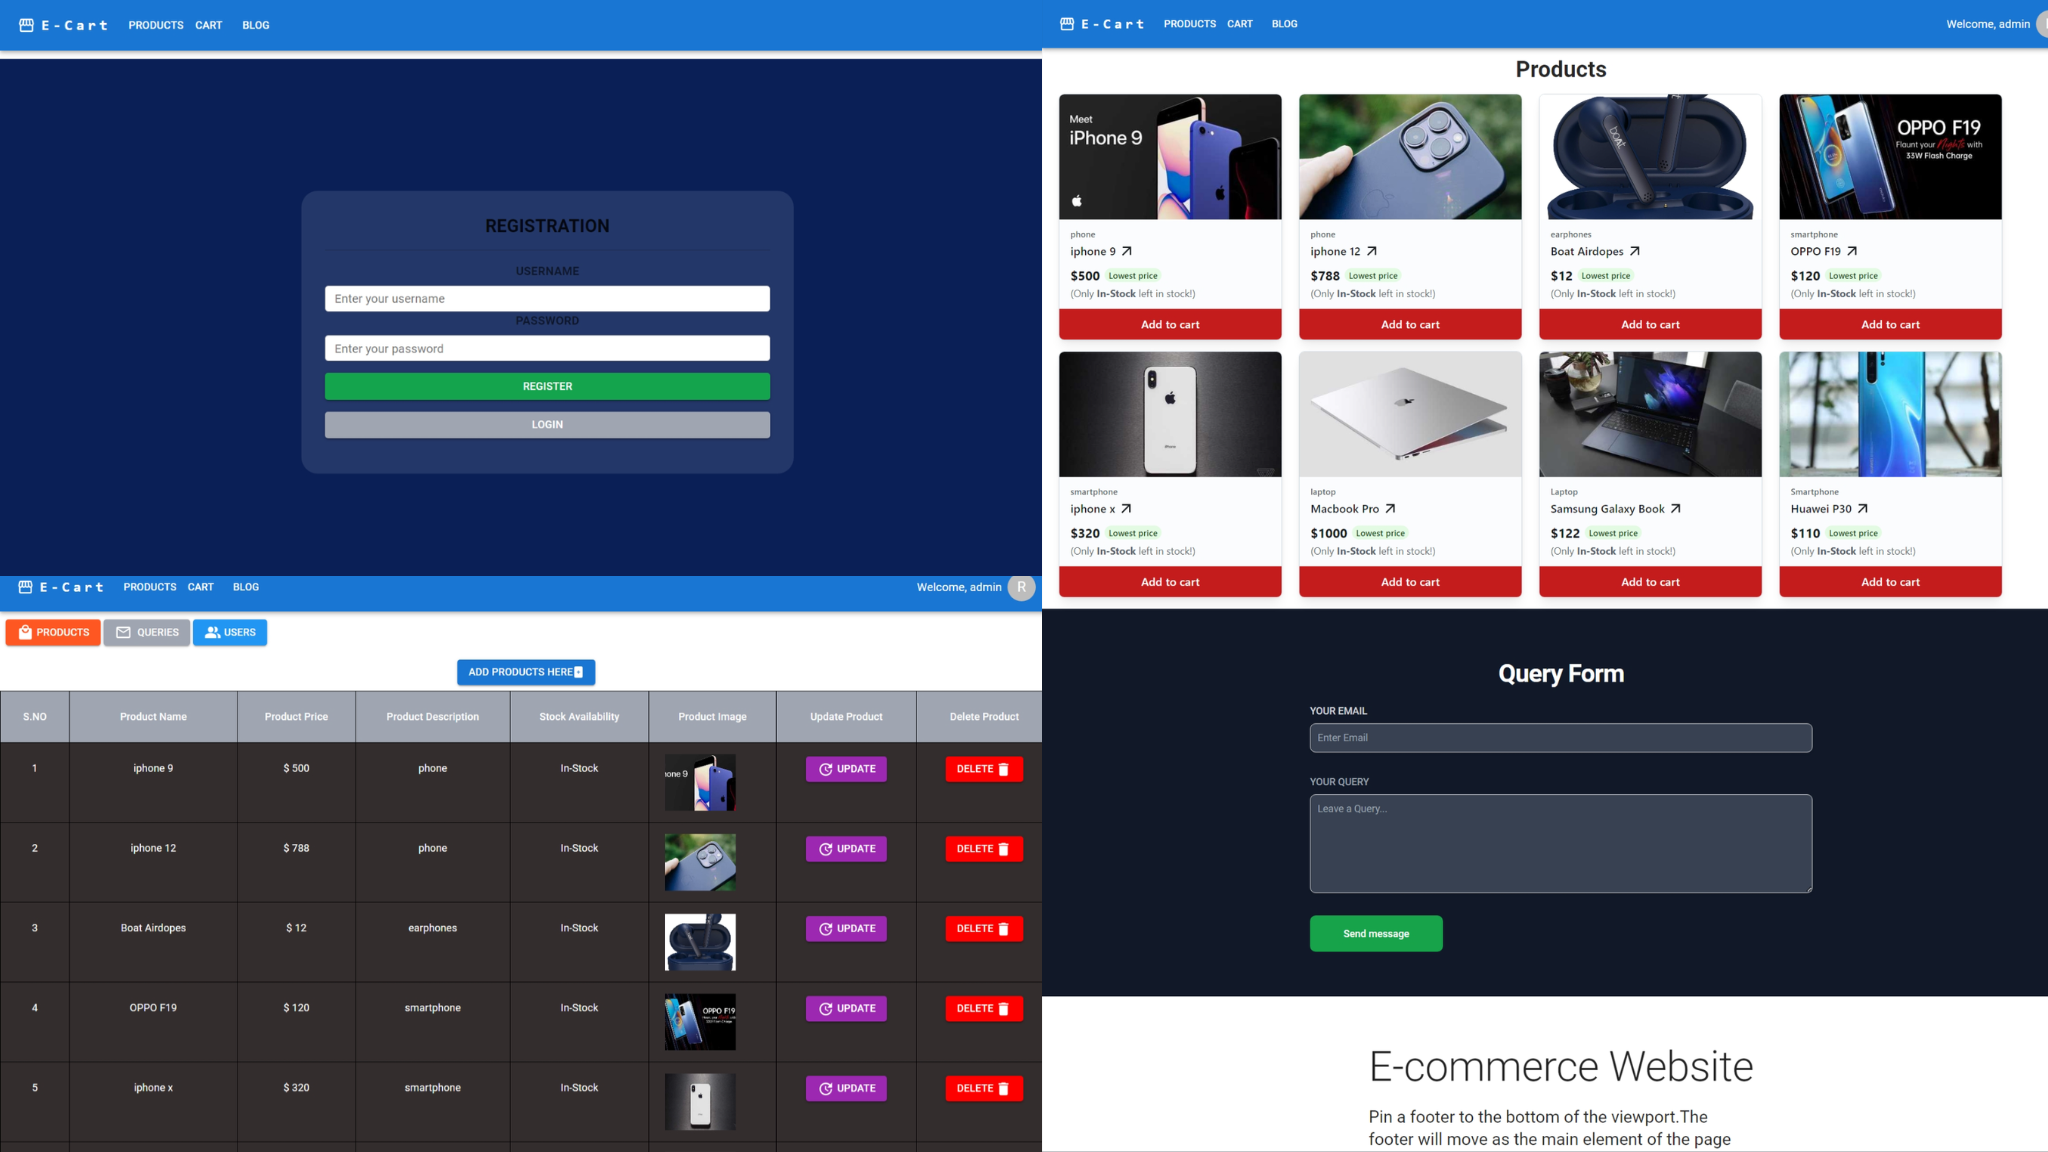 E-Cart PRODUCTS CART BLOG
REGISTRATION
USERNAME
Enter your username
PASSWORD
Enter your password
REGISTER
LOGIN
E-Cart PRODUCTS CART BLOG Welcome, admin
Products
Meet
iPhone 9
boAt
OPPO F19
Flaunt your Nights with
33W Flash Charge
phone
iphone 9
$500 Lowest price
(Only In-Stock left in stock!)
Add to cart
phone
iphone 12
$788 Lowest price
(Only In-Stock left in stock!)
Add to cart
earphones
Boat Airdopes
$12 Lowest price
(Only In-Stock left in stock!)
Add to cart
smartphone
OPPO F19
$120 Lowest price
(Only In-Stock left in stock!)
Add to cart
smartphone
iphone x
$320 Lowest price
(Only In-Stock left in stock!)
Add to cart
laptop
Macbook Pro
$1000 Lowest price
(Only In-Stock left in stock!)
Add to cart
Laptop
Samsung Galaxy Book
$122 Lowest price
(Only In-Stock left in stock!)
Add to cart
Smartphone
Huawei P30
$110 Lowest price
(Only In-Stock left in stock!)
Add to cart
E-Cart PRODUCTS CART BLOG Welcome, admin R
PRODUCTS QUERIES USERS
ADD PRODUCTS HERE
S.NO Product Name Product Price Product Description Stock Availability Product Image Update Product Delete Product
1 iphone 9 $ 500 phone In-Stock one 9 UPDATE DELETE
2 iphone 12 $ 788 phone In-Stock UPDATE DELETE
3 Boat Airdopes $ 12 earphones In-Stock UPDATE DELETE
4 OPPO F19 $ 120 smartphone In-Stock OPPO F19 UPDATE DELETE
5 iphone x $ 320 smartphone In-Stock UPDATE DELETE
Query Form
YOUR EMAIL
Enter Email
YOUR QUERY
Leave a Query...
Send message
E-commerce Website
Pin a footer to the bottom of the viewport.The
footer will move as the main element of the page